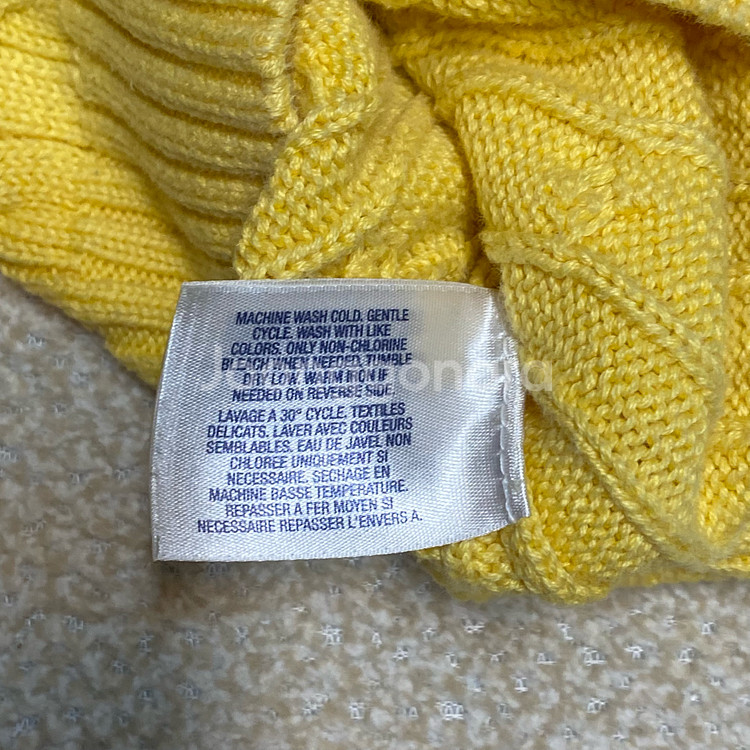 MACHINE WASH COLD. GENTLE
CYCLE. WASH WITH LIKE
COLORS. ONLY NON-CHLORINE
BLEACH WHEN NEEDED. TUMBLE
DRY LOW. WARM IRON IF
NEEDED ON REVERSE SIDE.
LAVAGE A 30° CYCLE. TEXTILES
DELICATS. LAVER AVEC COULEURS
SEMBLABLES. EAU DE JAVEL NON
CHLOREE UNIQUEMENT SI
NECESSAIRE. SECHAGE EN
MACHINE BASSE TEMPERATURE.
REPASSER A FER MOYEN SI
NECESSAIRE REPASSER L'ENVERS A.